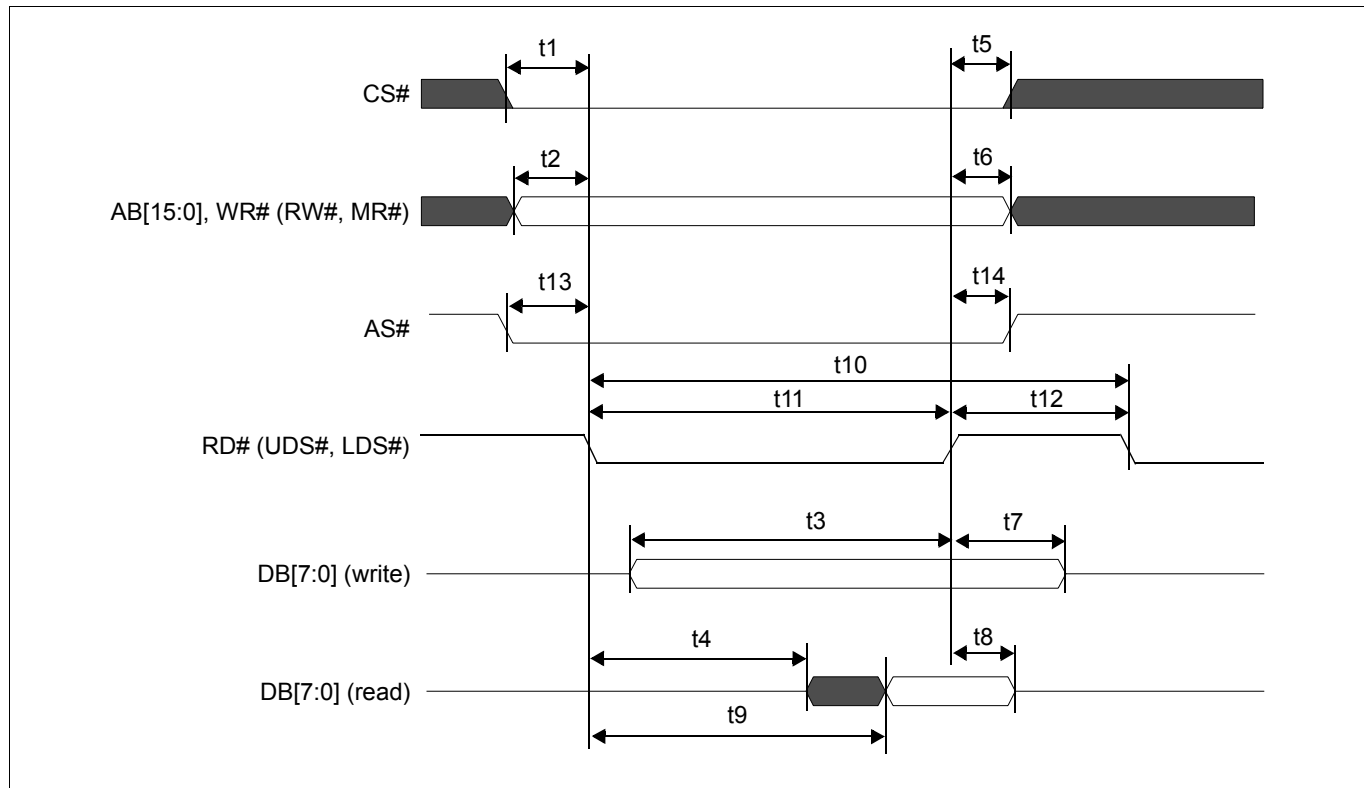 t1
t5
CS#
t2
t6
AB[15:0], WR# (RW#, MR#)
t13
t14
AS#
t10
t11
t12
RD# (UDS#, LDS#)
t3
t7
DB[7:0] (write)
t4
t8
DB[7:0] (read)
t9